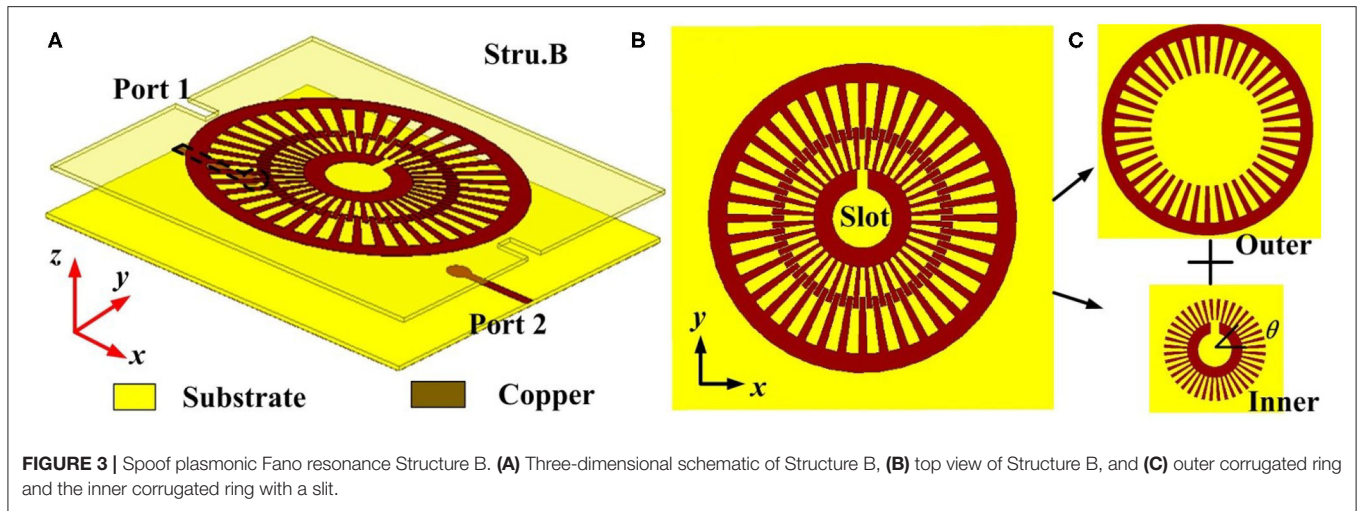 A
Stru.B
Port 1
Port 2
z
y
x
Substrate
Copper
B
Slot
y
x
C
Outer
θ
Inner
FIGURE 3 | Spoof plasmonic Fano resonance Structure B. (A) Three-dimensional schematic of Structure B, (B) top view of Structure B, and (C) outer corrugated ring
and the inner corrugated ring with a slit.